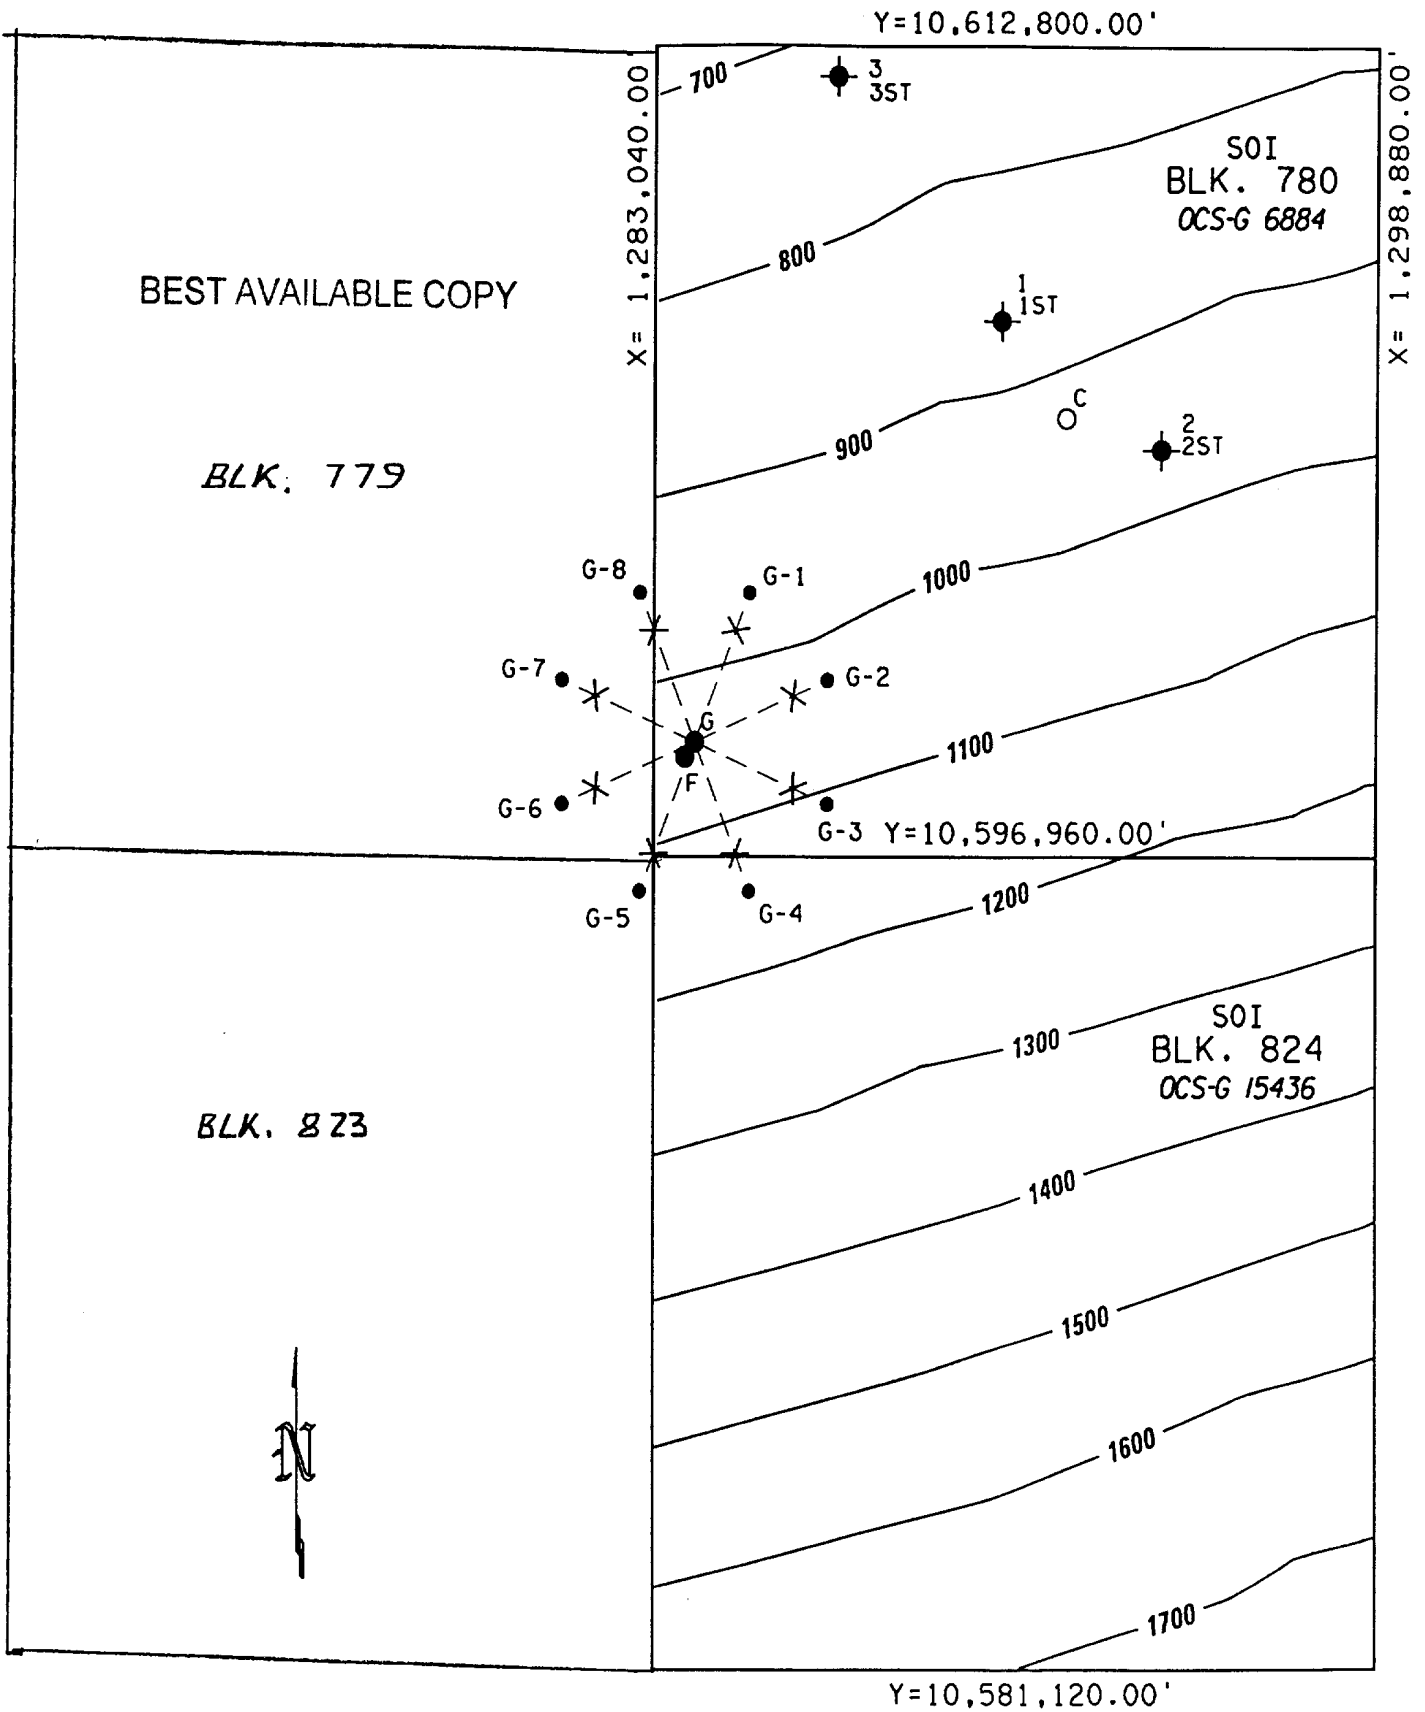 Y=10,612,800.00'
X= 1,283,040.00'
X= 1,298,880.00'
700
3
3ST
SOI
BLK. 780
OCS-G 6884
800
BEST AVAILABLE COPY
1
1ST
C
2
2ST
900
BLK. 779
G-8
G-1
1000
G-7
G-2
G
F
1100
G-6
G-3
Y=10,596,960.00'
G-5
G-4
1200
SOI
BLK. 824
OCS-G 15436
1300
BLK. 823
1400
1500
N
1600
1700
Y=10,581,120.00'